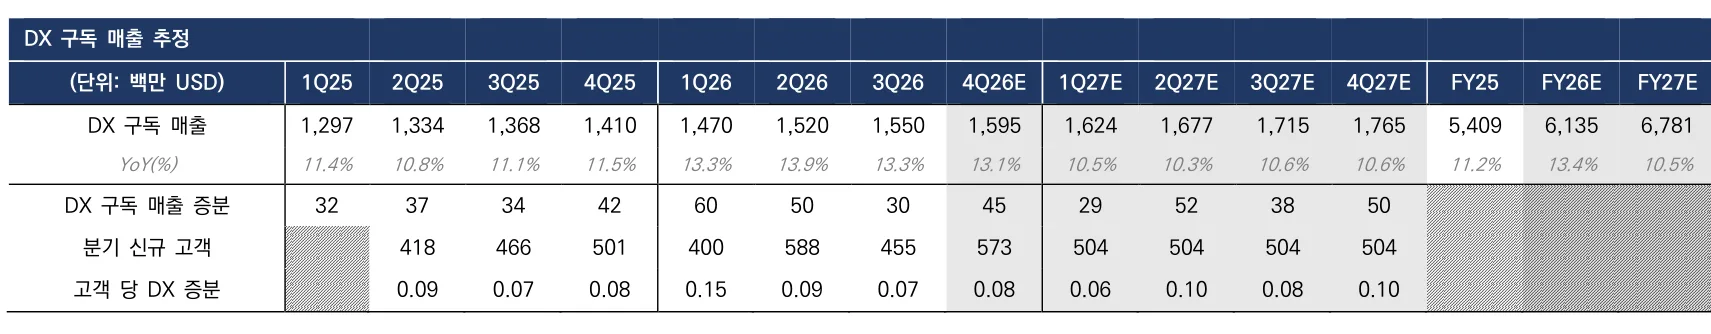 DX 구독 매출 추정
(단위: 백만 USD) 1Q25 2Q25 3Q25 4Q25 1Q26 2Q26 3Q26 4Q26E 1Q27E 2Q27E 3Q27E 4Q27E FY25 FY26E FY27E
DX 구독 매출 1,297 1,334 1,368 1,410 1,470 1,520 1,550 1,595 1,624 1,677 1,715 1,765 5,409 6,135 6,781
YoY(%) 11.4% 10.8% 11.1% 11.5% 13.3% 13.9% 13.3% 13.1% 10.5% 10.3% 10.6% 10.6% 11.2% 13.4% 10.5%
DX 구독 매출 증분 32 37 34 42 60 50 30 45 29 52 38 50
분기 신규 고객 418 466 501 400 588 455 573 504 504 504 504
고객 당 DX 증분 0.09 0.07 0.08 0.15 0.09 0.07 0.08 0.06 0.10 0.08 0.10